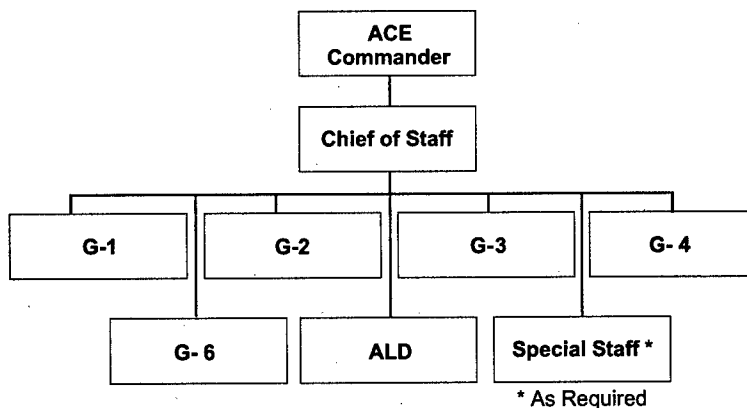 ACE
Commander
Chief of Staff
G-1
G-2
G-3
G- 4
G- 6
ALD
Special Staff *
* As Required